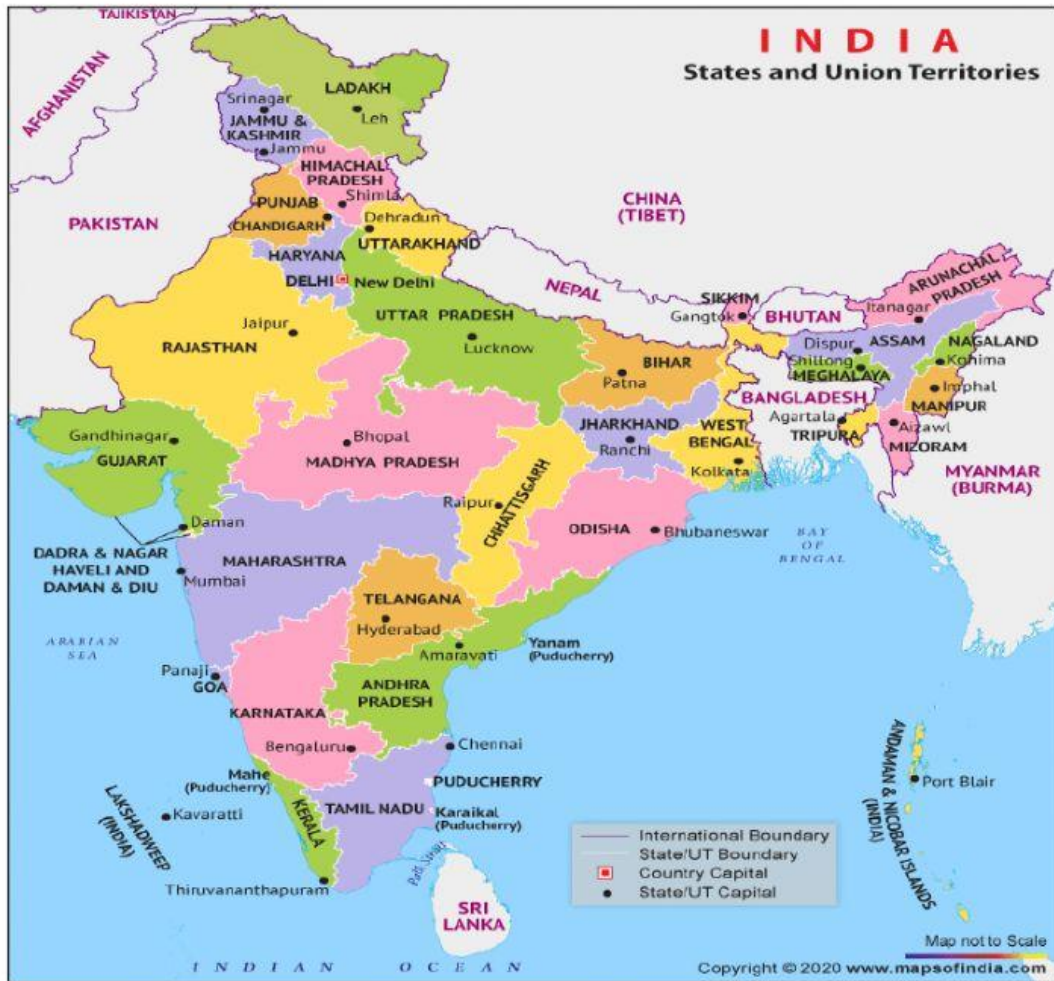 TAJIKISTAN
AFGHANISTAN
INDIA
States and Union Territories
LADAKH
Srinagar
Leh
JAMMU &
KASHMIR
Jammu
HIMACHAL
PRADESH
Shimla
PUNJAB
CHANDIGARH
Dehradun
UTTARAKHAND
PAKISTAN
CHINA
(TIBET)
HARYANA
DELHI
New Delhi
NEPAL
UTTAR PRADESH
Lucknow
Jaipur
RAJASTHAN
SIKKIM
Gangtok
BHUTAN
ARUNACHAL
PRADESH
Itanagar
Dispur
ASSAM
NAGALAND
Shillong
Kohima
MEGHALAYA
Imphal
MANIPUR
BIHAR
Patna
BANGLADESH
Agartala
TRIPURA
Aizawl
MIZORAM
MYANMAR
(BURMA)
JHARKHAND
Ranchi
WEST
BENGAL
Kolkata
Gandhinagar
GUJARAT
Bhopal
MADHYA PRADESH
Raipur
CHHATTISGARH
ODISHA
Bhubaneswar
BAY
OF
BENGAL
Daman
DADRA & NAGAR
HAVELI AND
DAMAN & DIU
MAHARASHTRA
Mumbai
TELANGANA
Hyderabad
ARABIAN
SEA
Amaravati
Yanam
(Puducherry)
Panaji
GOA
ANDHRA
PRADESH
KARNATAKA
Bengaluru
Chennai
Mahe
(Puducherry)
PUDUCHERRY
TAMIL NADU
Karaikal
(Puducherry)
KERALA
LAKSHADWEEP
(INDIA)
Kavaratti
Thiruvananthapuram
Palk Strait
SRI
LANKA
ANDAMAN & NICOBAR ISLANDS
(INDIA)
Port Blair
International Boundary
State/UT Boundary
Country Capital
State/UT Capital
INDIAN OCEAN
Map not to Scale
Copyright © 2020 www.mapsofindia.com